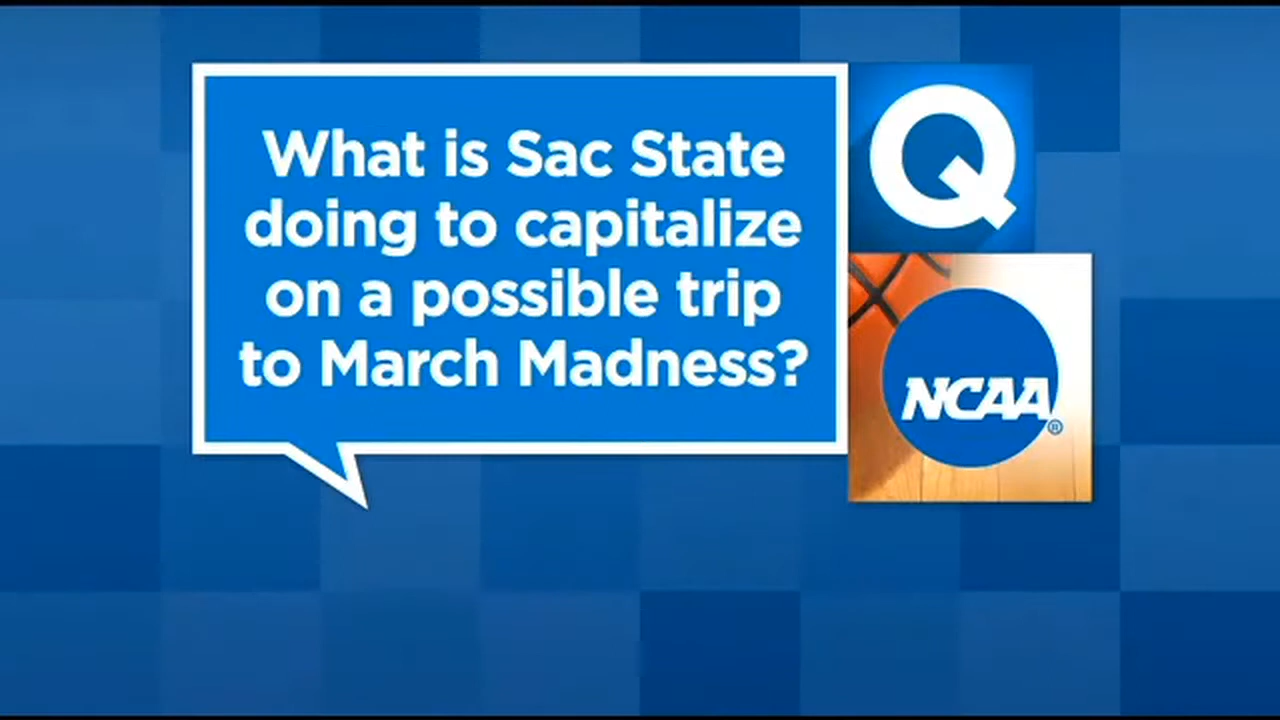 What is Sac State
doing to capitalize
on a possible trip
to March Madness?
Q
NCAA
®